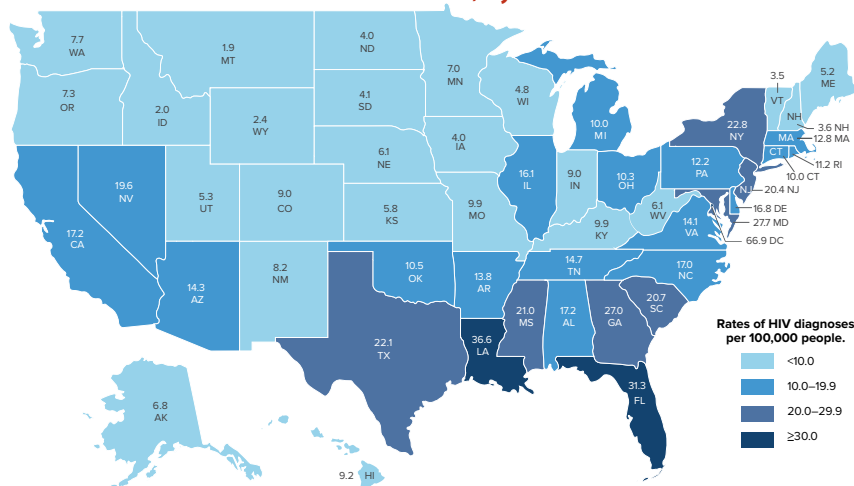 7.7
WA
1.9
MT
4.0
ND
7.0
MN
4.8
WI
3.5
VT
5.2
ME
7.3
OR
2.0
ID
2.4
WY
4.1
SD
10.0
MI
22.8
NY
NH
3.6 NH
MA
12.8 MA
CT
11.2 RI
10.0 CT
19.6
NV
5.3
UT
9.0
CO
6.1
NE
4.0
IA
16.1
IL
9.0
IN
10.3
OH
12.2
PA
NJ
20.4 NJ
16.8 DE
27.7 MD
66.9 DC
17.2
CA
5.8
KS
9.9
MO
9.9
KY
6.1
WV
14.1
VA
14.3
AZ
8.2
NM
10.5
OK
13.8
AR
14.7
TN
17.0
NC
22.1
TX
36.6
LA
21.0
MS
17.2
AL
27.0
GA
20.7
SC
31.3
FL
6.8
AK
9.2 HI
Rates of HIV diagnoses
per 100,000 people.
<10.0
10.0–19.9
20.0–29.9
≥30.0